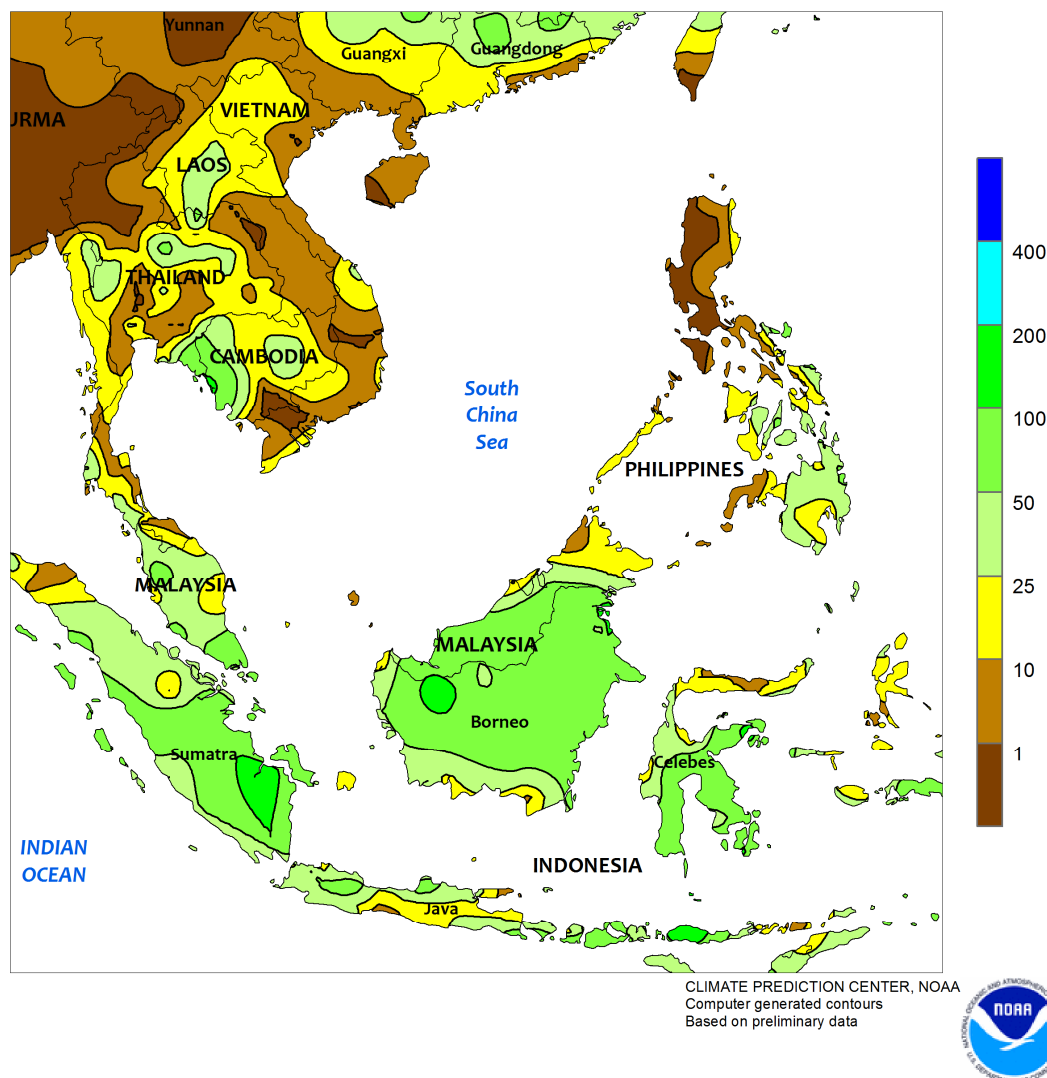 Yunnan
Guangxi
Guangdong
URMA
VIETNAM
LAOS
THAILAND
CAMBODIA
South
China
Sea
PHILIPPINES
MALAYSIA
MALAYSIA
Borneo
Sumatra
Celebes
INDIAN
OCEAN
INDONESIA
Java
400
200
100
50
25
10
1
CLIMATE PREDICTION CENTER, NOAA
Computer generated contours
Based on preliminary data
NOAA